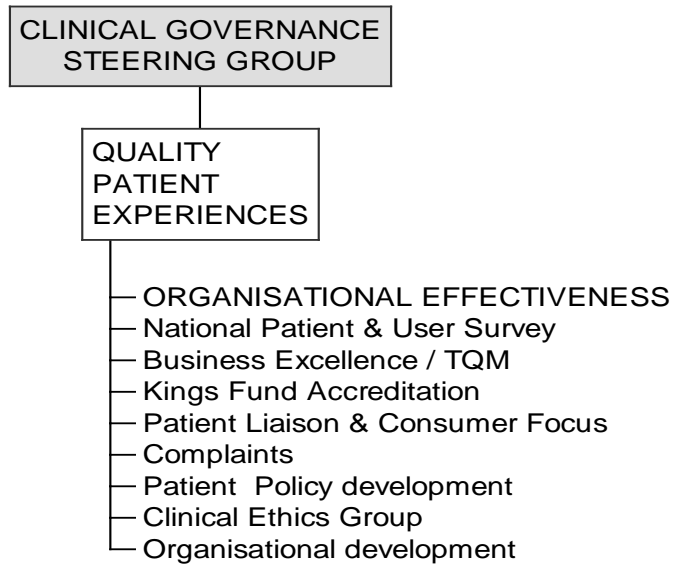 CLINICAL GOVERNANCE
STEERING GROUP
QUALITY
PATIENT
EXPERIENCES
ORGANISATIONAL EFFECTIVENESS
National Patient & User Survey
Business Excellence / TQM
Kings Fund Accreditation
Patient Liaison & Consumer Focus
Complaints
Patient Policy development
Clinical Ethics Group
Organisational development